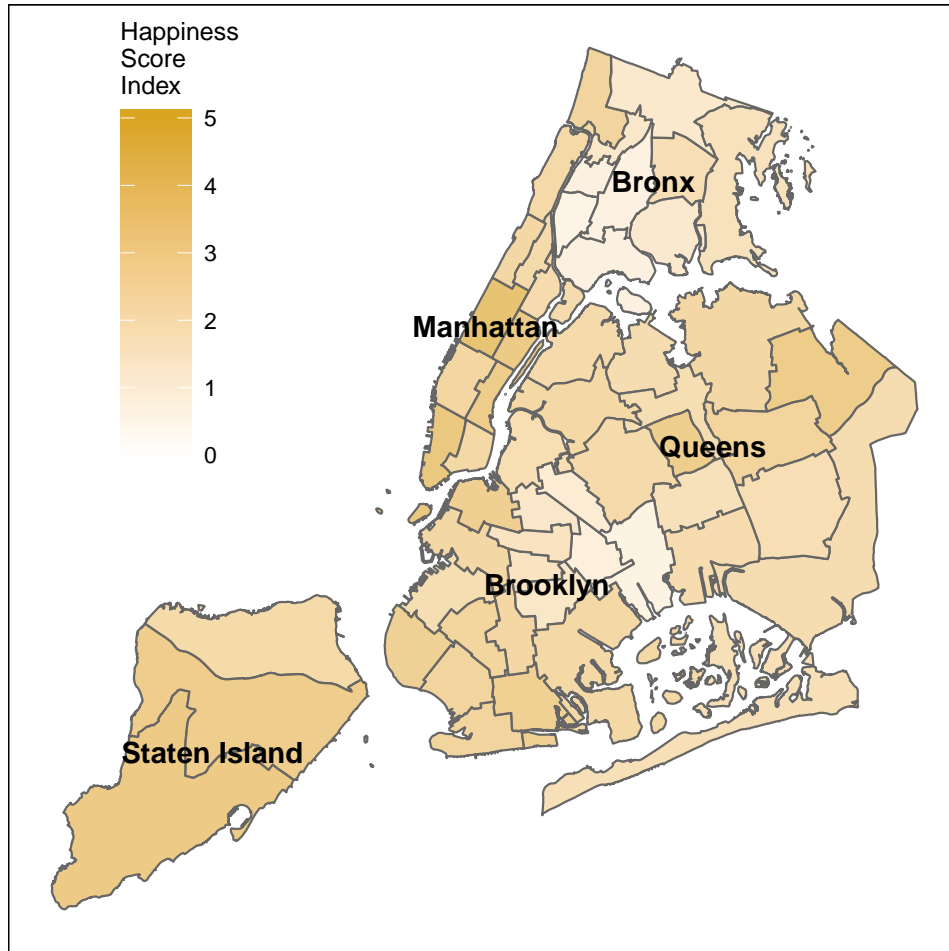 Happiness
Score
Index
5
4
3
2
1
0
Bronx
Manhattan
Queens
Brooklyn
Staten Island